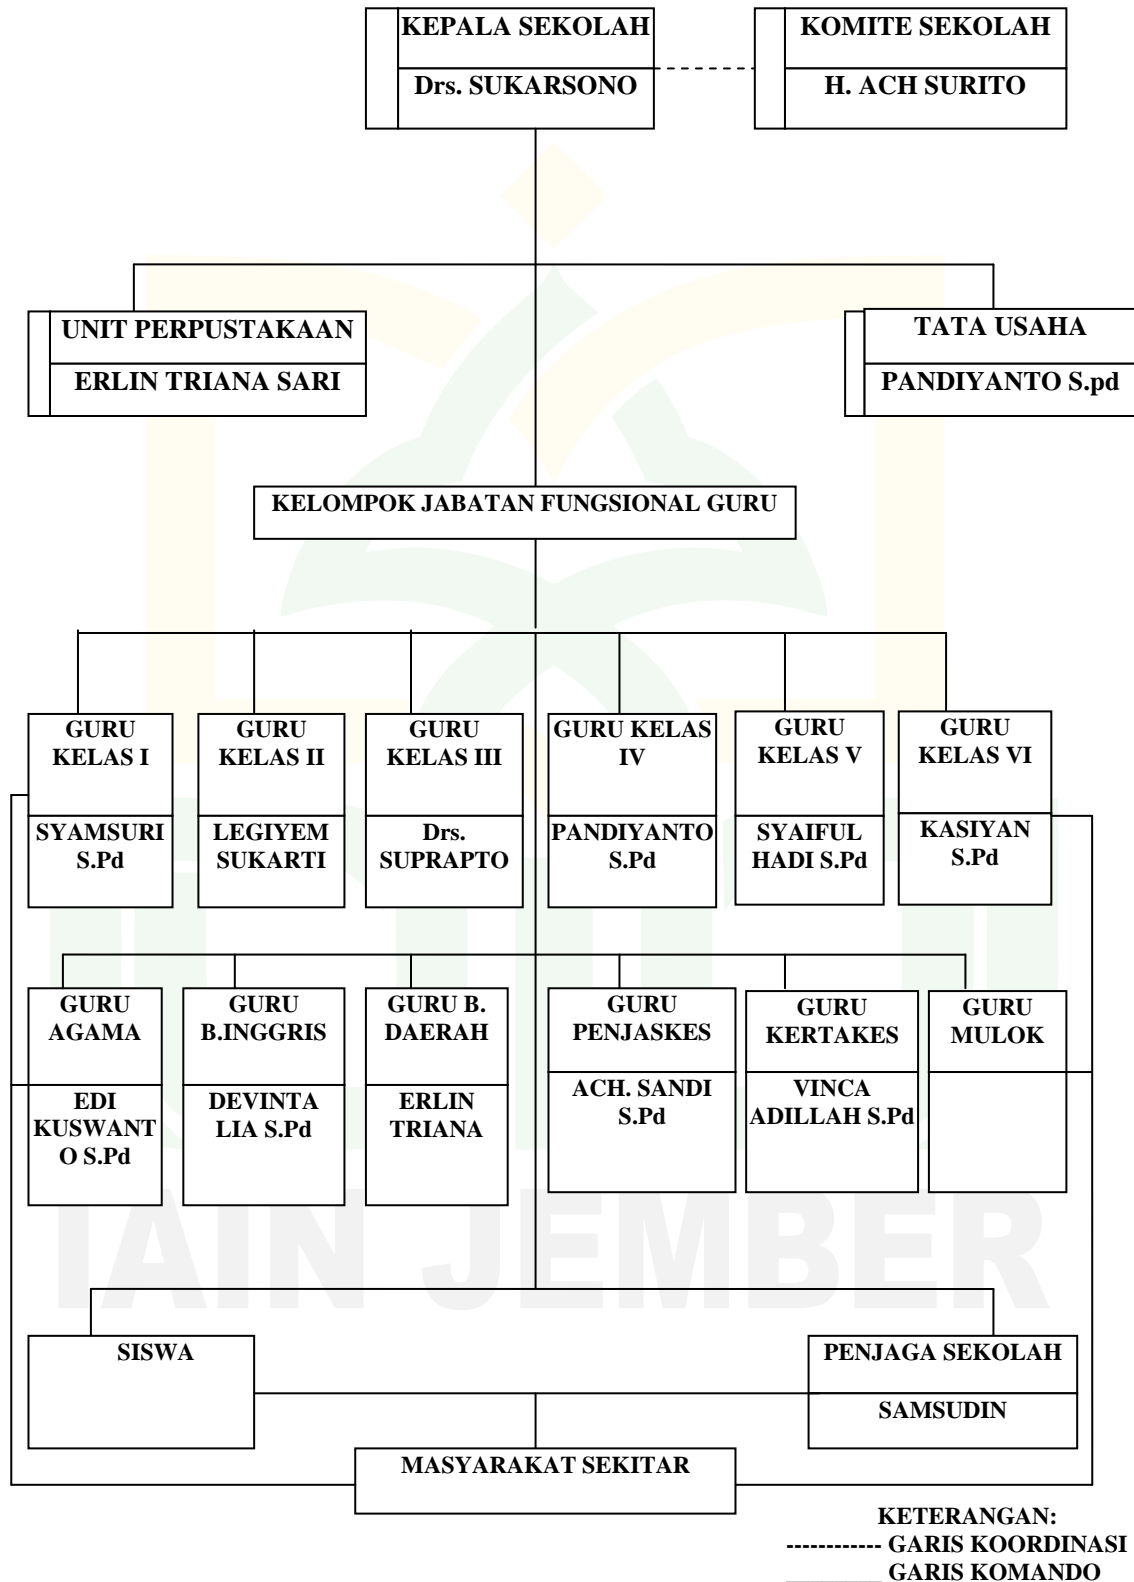 KEPALA SEKOLAH
Drs. SUKARSONO
KOMITE SEKOLAH
H. ACH SURITO
UNIT PERPUSTAKAAN
ERLIN TRIANA SARI
TATA USAHA
PANDIYANTO S.pd
KELOMPOK JABATAN FUNGSIONAL GURU
GURU
KELAS I
SYAMSURI
S.Pd
GURU
KELAS II
LEGIYEM
SUKARTI
GURU
KELAS III
Drs.
SUPRAPTO
GURU KELAS
IV
PANDIYANTO
S.Pd
GURU
KELAS V
SYAIFUL
HADI S.Pd
GURU
KELAS VI
KASIYAN
S.Pd
GURU
AGAMA
EDI
KUSWANT
O S.Pd
GURU
B.INGGRIS
DEVINTA
LIA S.Pd
GURU B.
DAERAH
ERLIN
TRIANA
GURU
PENJASKES
ACH. SANDI
S.Pd
GURU
KERTAKES
VINCA
ADILLAH S.Pd
GURU
MULOK
IAIN JEMBER
SISWA
PENJAGA SEKOLAH
SAMSUDIN
MASYARAKAT SEKITAR
KETERANGAN:
------------ GARIS KOORDINASI
________ GARIS KOMANDO